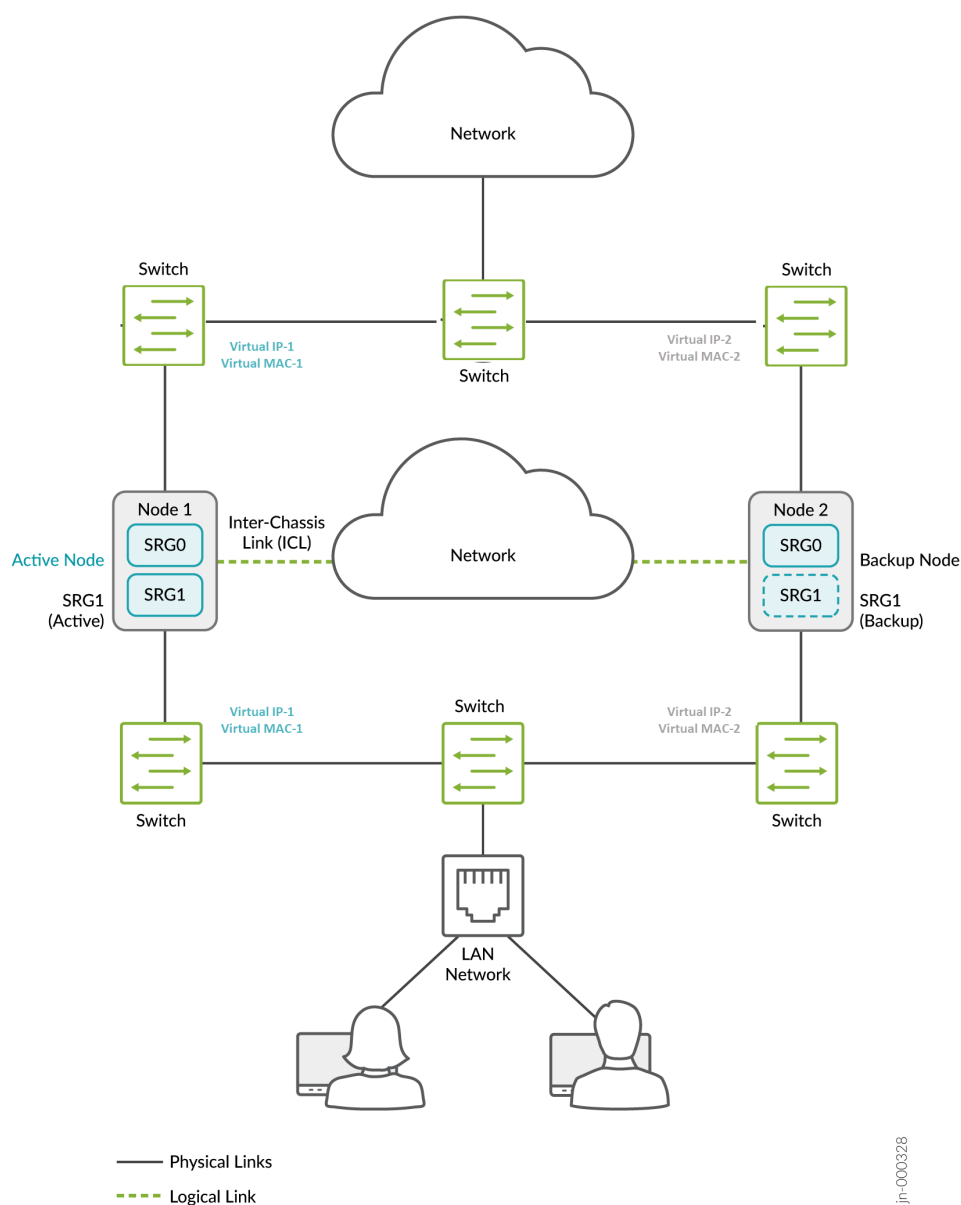 Network
Switch
Switch
Virtual IP-1
Virtual MAC-1
Virtual IP-2
Virtual MAC-2
Switch
Node 1
SRG0
SRG1
Active Node
SRG1
(Active)
Inter-Chassis
Link (ICL)
Network
Node 2
SRG0
SRG1
Backup Node
SRG1
(Backup)
Virtual IP-1
Virtual MAC-1
Switch
Virtual IP-2
Virtual MAC-2
Switch
Switch
LAN
Network
Physical Links
Logical Link
jn-000328